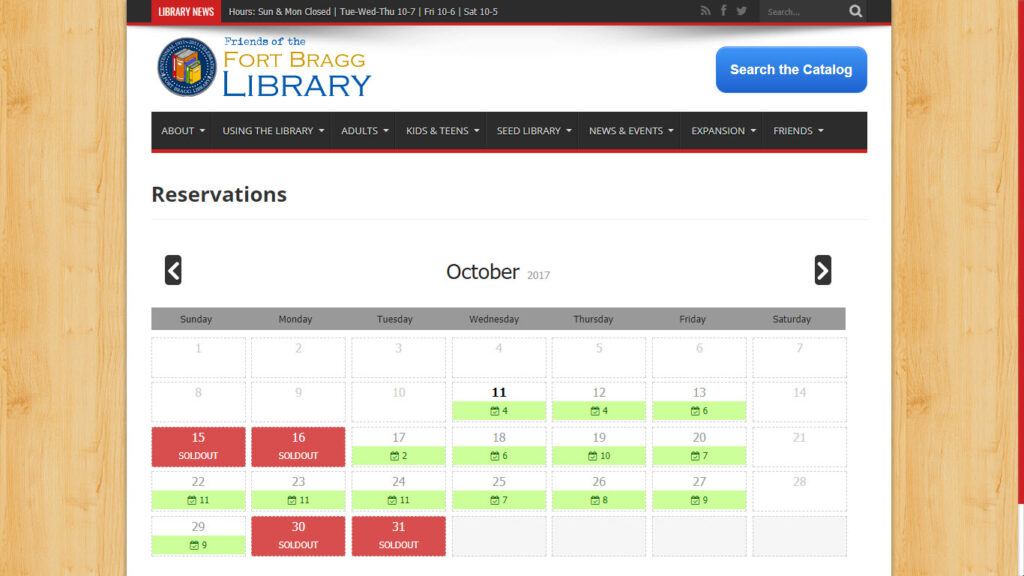 LIBRARY NEWS Hours: Sun & Mon Closed | Tue-Wed-Thu 10-7 | Fri 10-6 | Sat 10-5 Search...
Friends of the
FORT BRAGG
LIBRARY
Search the Catalog
ABOUT USING THE LIBRARY ADULTS KIDS & TEENS SEED LIBRARY NEWS & EVENTS EXPANSION FRIENDS
Reservations
October 2017
Sunday Monday Tuesday Wednesday Thursday Friday Saturday
1 2 3 4 5 6 7
8 9 10 11 12 13 14
4 4 6
15 16 17 18 19 20 21
SOLDOUT SOLDOUT 2 6 10 7
22 23 24 25 26 27 28
11 11 11 7 8 9
29 30 31
9 SOLDOUT SOLDOUT